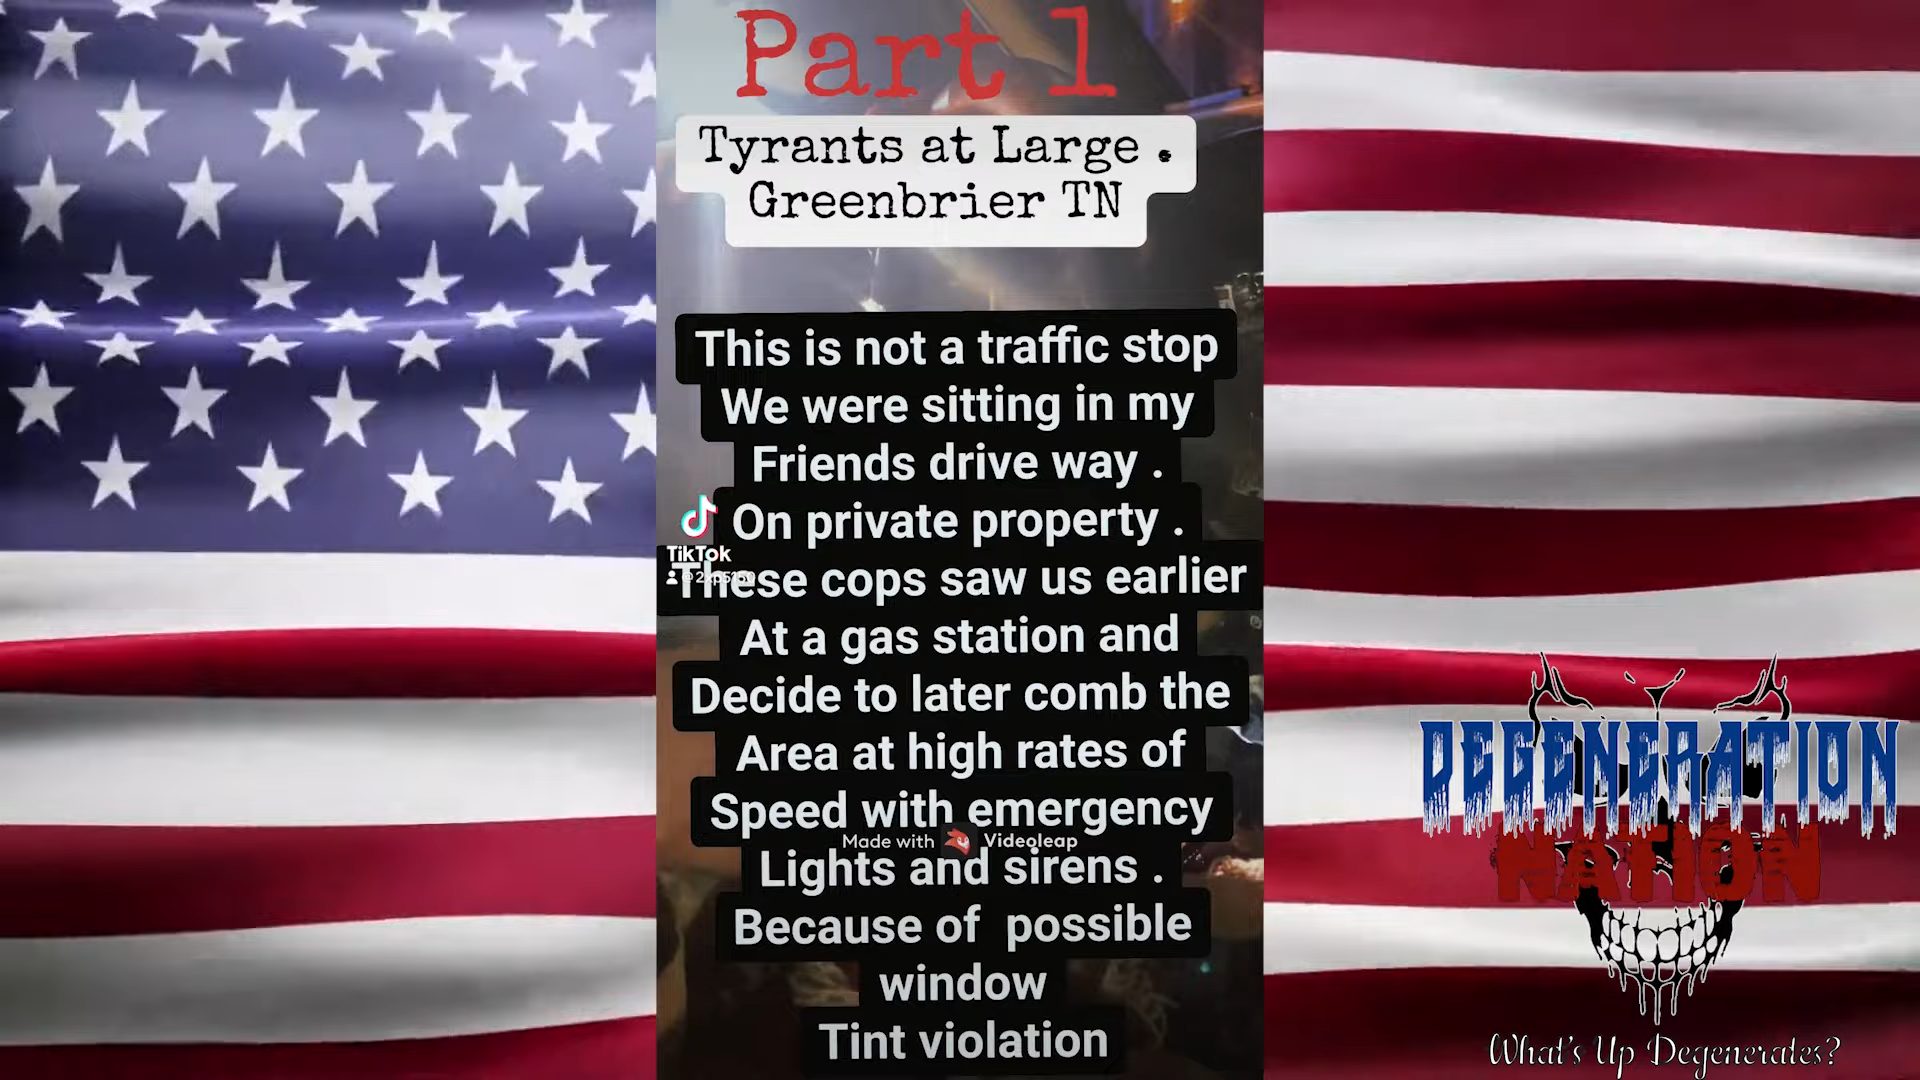 Part 1
Tyrants at Large .
Greenbrier TN
This is not a traffic stop
We were sitting in my
Friends drive way .
On private property .
TikTok
These cops saw us earlier
At a gas station and
Decide to later comb the
Area at high rates of
Speed with emergency
Made with Videoleap
Lights and sirens .
Because of possible
window
Tint violation
DEGENERATION
NATION
What's Up Degenerates?